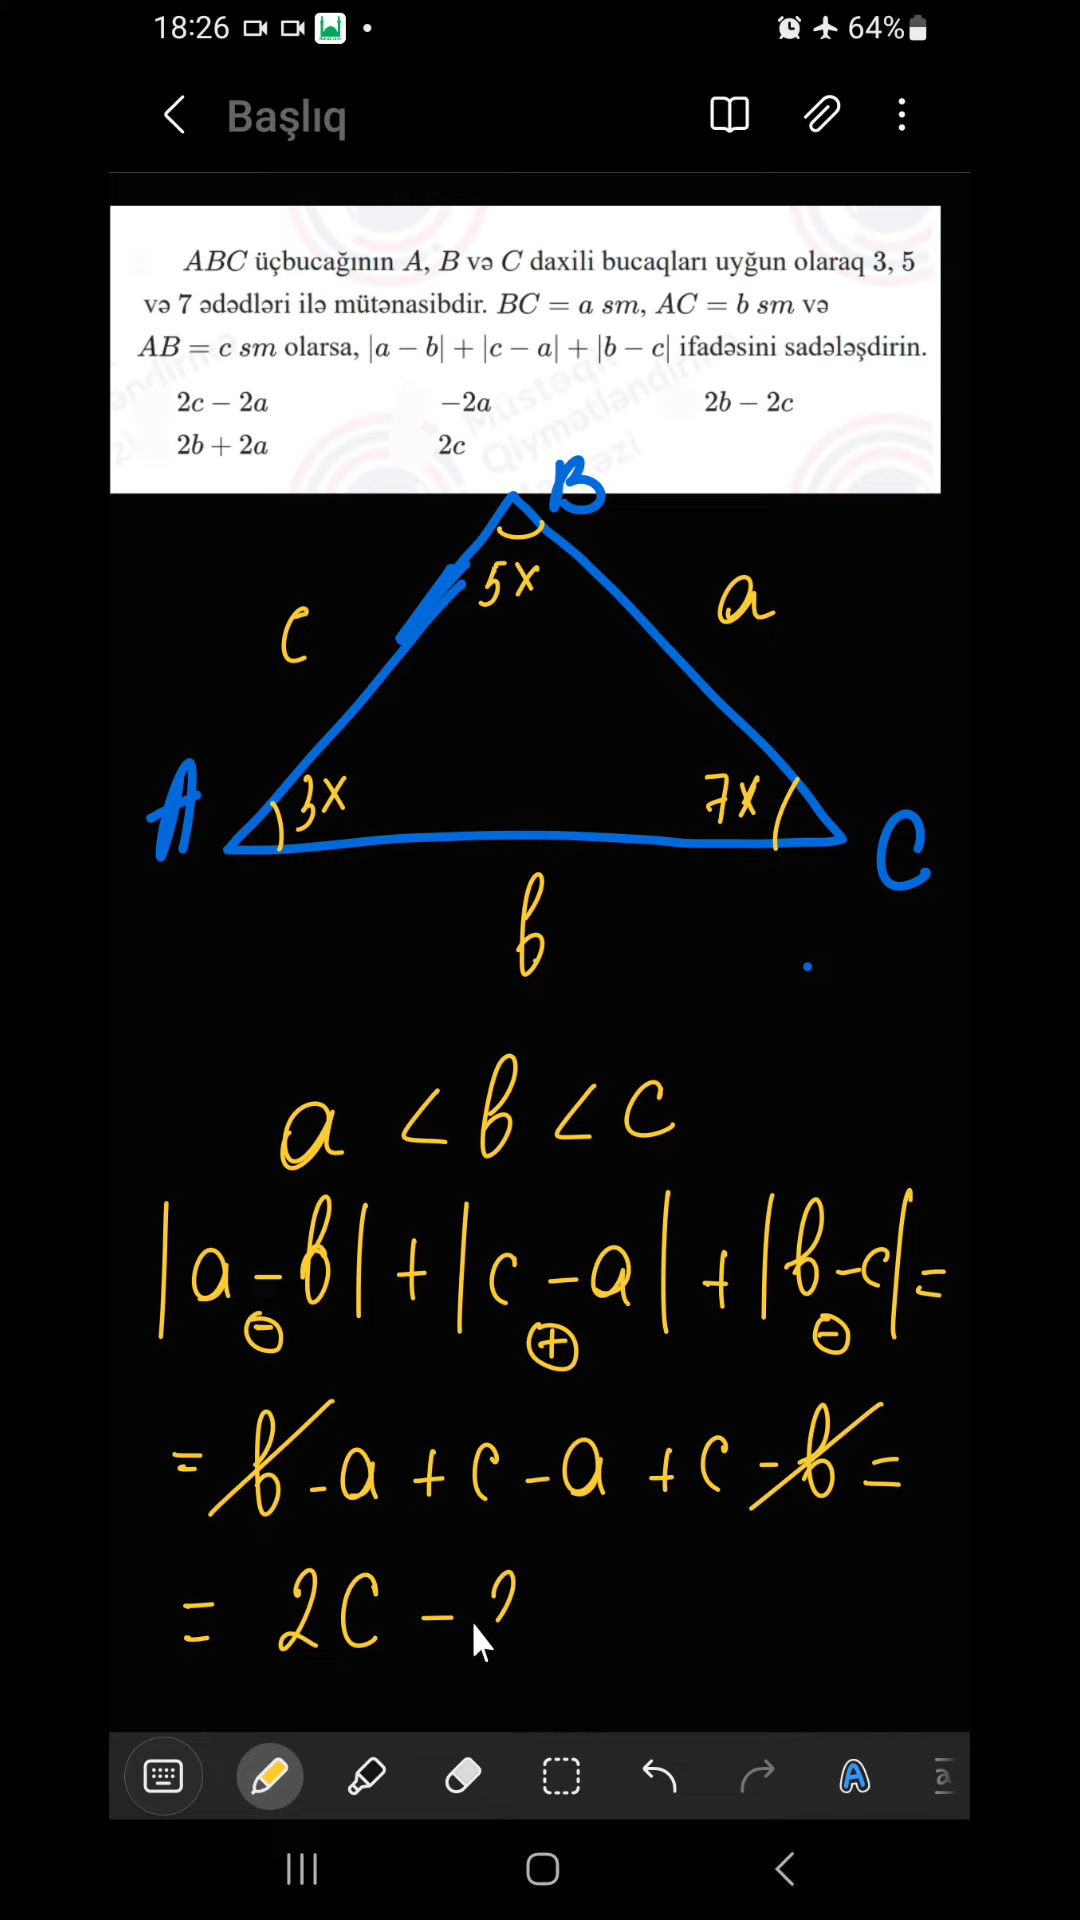 18:26 64%
Başlıq
ABC üçbucağının A, B və C daxili bucaqları uyğun olaraq 3, 5
və 7 ədədləri ilə mütənasibdir. BC = a sm, AC = b sm və
AB = c sm olarsa, |a − b| + |c − a| + |b − c| ifadəsini sadələşdirin.
2c − 2a −2a 2b − 2c
2b + 2a 2c
Müstəqil
Qiymətləndirmə
B
5x
c a
A 3x 7x C
b
a < b < c
|a - b| + |c - a| + |b - c| =
- + -
= b - a + c - a + c - b =
= 2c - 2